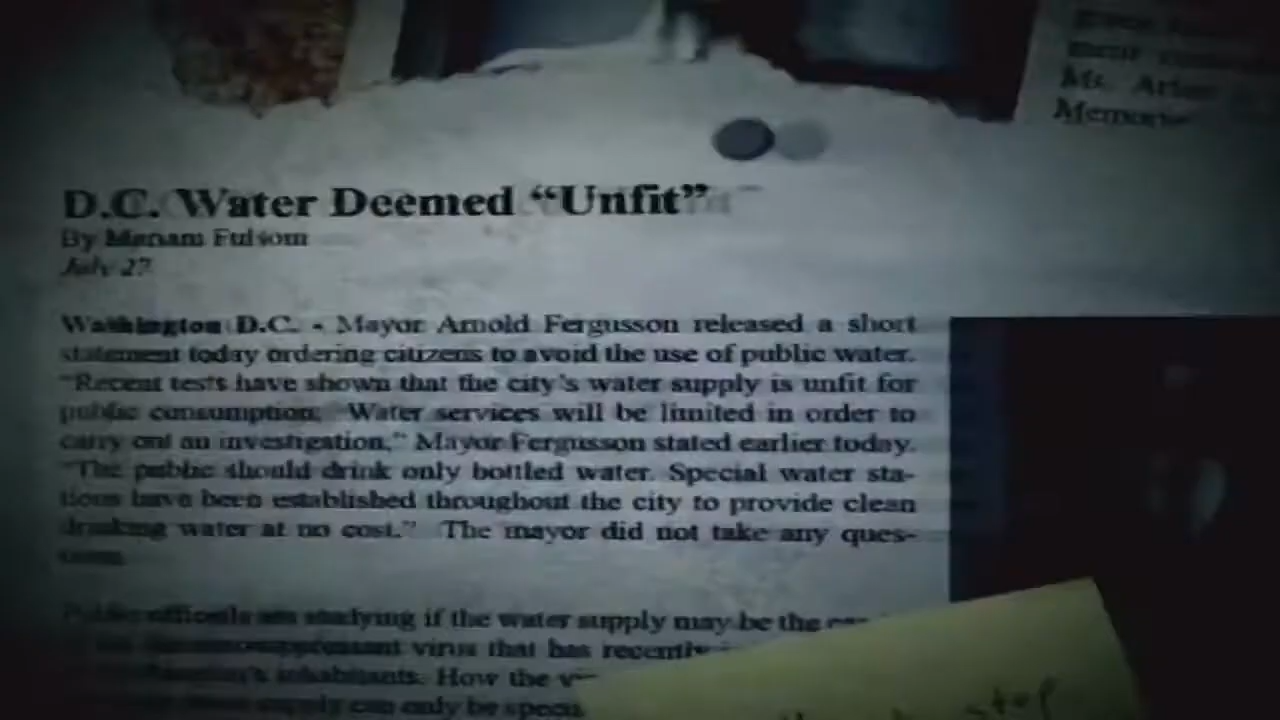 Ms.
D.C. Water Deemed “Unfit”
By Mariam Fulsom
July 27
Washington D.C. - Mayor Arnold Fergusson released a short
statement today ordering citizens to avoid the use of public water.
“Recent tests have shown that the city’s water supply is unfit for
public consumption. Water services will be limited in order to
carry out an investigation,” Mayor Fergusson stated earlier today.
“The public should drink only bottled water. Special water sta-
tions have been established throughout the city to provide clean
drinking water at no cost.” The mayor did not take any ques-
tions.
Public officials are studying if the water supply may be the
virus that has recently
inhabitants. How the
supply can only be